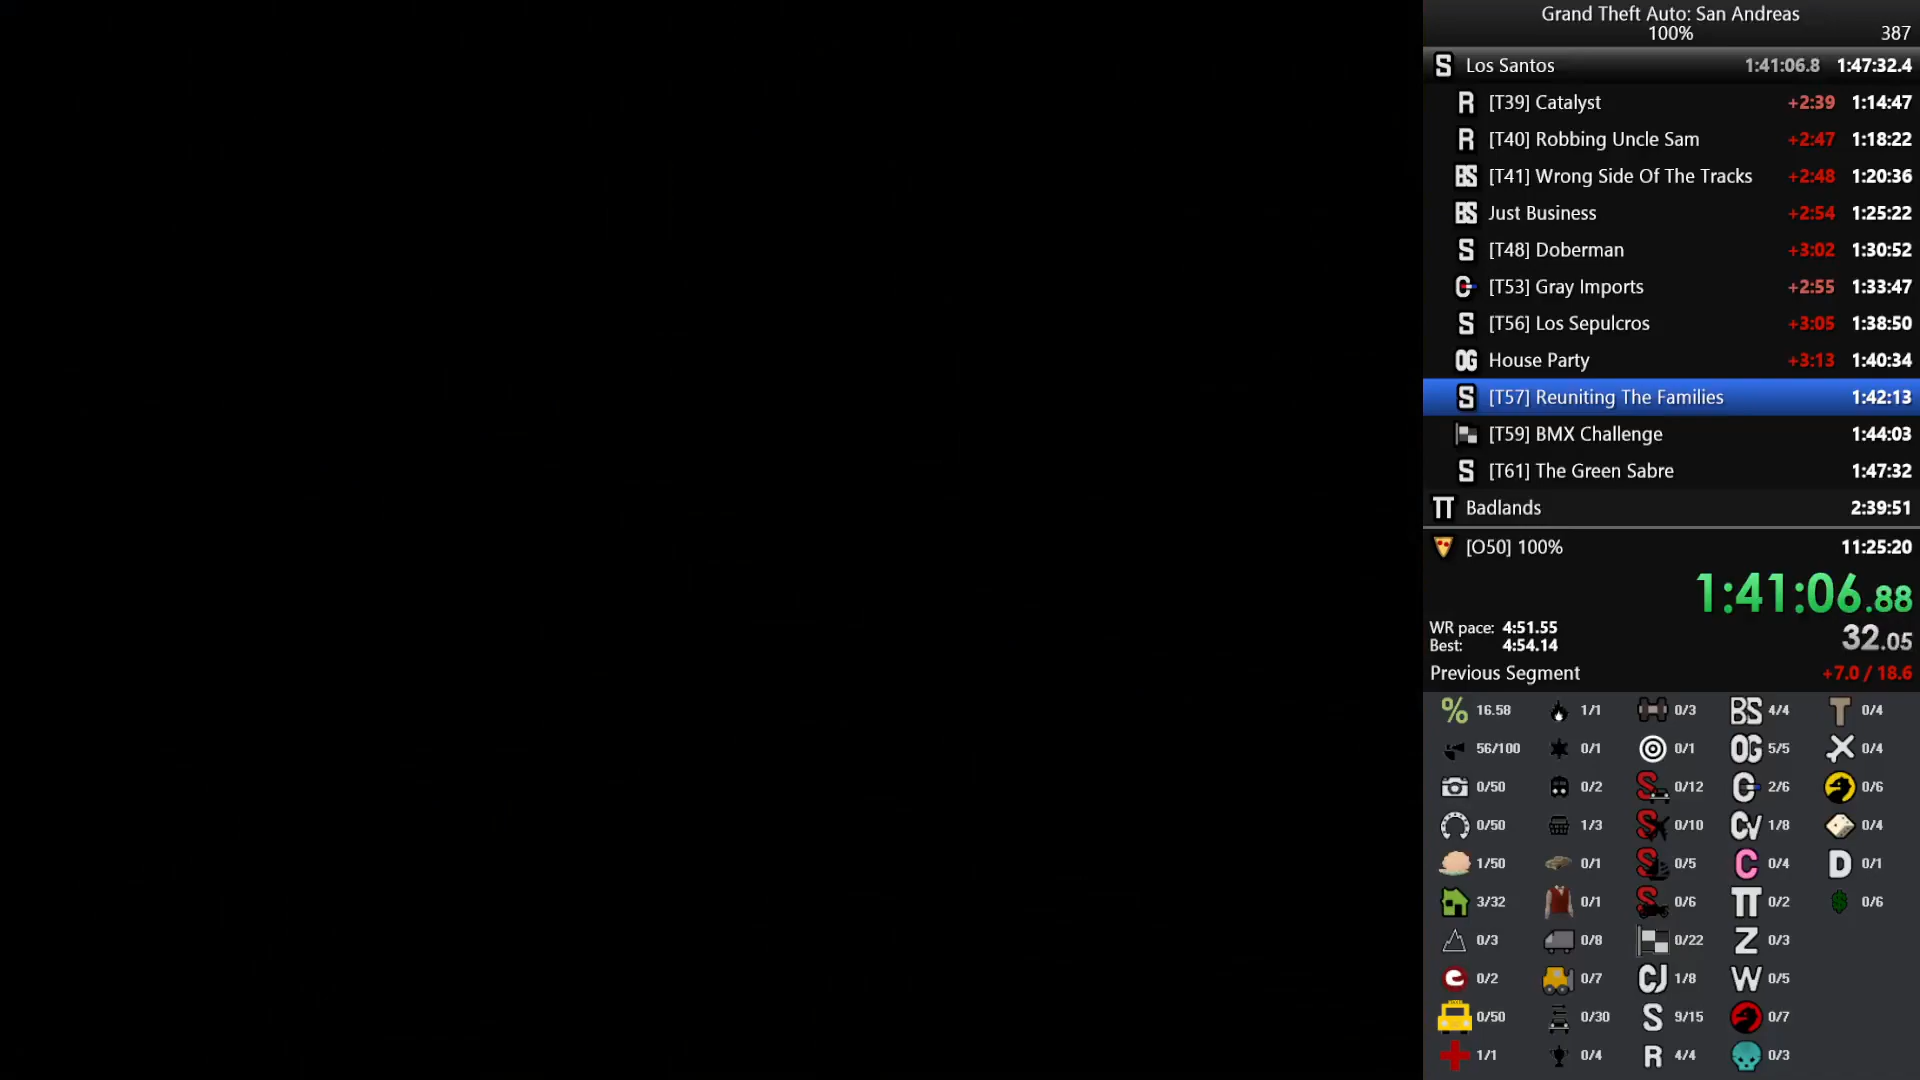 Grand Theft Auto: San Andreas
100% 387
S Los Santos 1:41:06.8 1:47:32.4
R [T39] Catalyst +2:39 1:14:47
R [T40] Robbing Uncle Sam +2:47 1:18:22
BS [T41] Wrong Side Of The Tracks +2:48 1:20:36
BS Just Business +2:54 1:25:22
S [T48] Doberman +3:02 1:30:52
C [T53] Gray Imports +2:55 1:33:47
S [T56] Los Sepulcros +3:05 1:38:50
OG House Party +3:13 1:40:34
S [T57] Reuniting The Families 1:42:13
[T59] BMX Challenge 1:44:03
S [T61] The Green Sabre 1:47:32
TT Badlands 2:39:51
[O50] 100% 11:25:20
1:41:06.88
WR pace: 4:51.55 32.05
Best: 4:54.14
Previous Segment +7.0 / 18.6
% 16.58 1/1 0/3 BS 4/4 T 0/4
56/100 0/1 0/1 OG 5/5 0/4
0/50 0/2 S 0/12 C 2/6 0/6
0/50 1/3 S 0/10 CV 1/8 0/4
1/50 0/1 S 0/5 C 0/4 D 0/1
3/32 0/1 S 0/6 TT 0/2 $ 0/6
0/3 0/8 0/22 Z 0/3
e 0/2 0/7 CJ 1/8 W 0/5
0/50 0/30 S 9/15 0/7
1/1 0/4 R 4/4 0/3